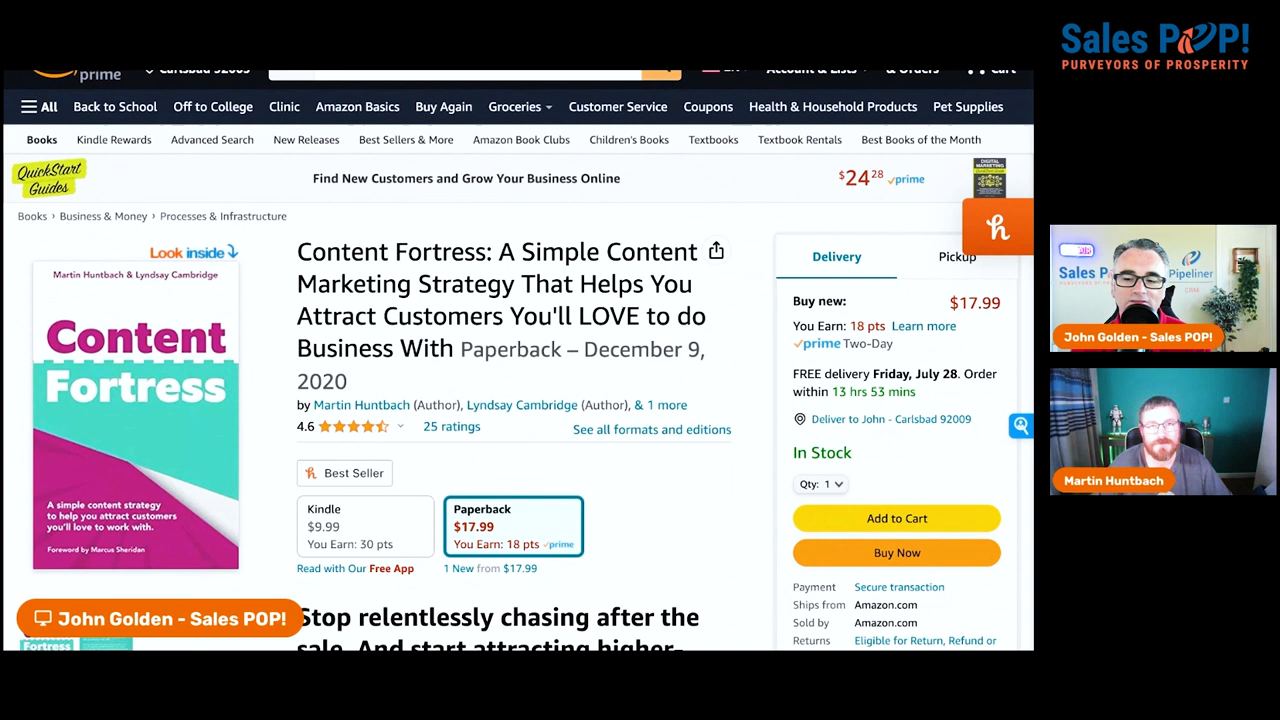 Sales POP!
PURVEYORS OF PROSPERITY
prime
Carlsbad 92009
Account & Lists
& Orders
Cart
All Back to School Off to College Clinic Amazon Basics Buy Again Groceries Customer Service Coupons Health & Household Products Pet Supplies
Books Kindle Rewards Advanced Search New Releases Best Sellers & More Amazon Book Clubs Children's Books Textbooks Textbook Rentals Best Books of the Month
QuickStart
Guides
Find New Customers and Grow Your Business Online
$24 28 prime
DIGITAL
MARKETING
Books › Business & Money › Processes & Infrastructure
Look inside
Martin Huntbach & Lyndsay Cambridge
Content
Fortress
A simple content strategy
to help you attract customers
you'll love to work with.
Foreword by Marcus Sheridan
Content Fortress: A Simple Content
Marketing Strategy That Helps You
Attract Customers You'll LOVE to do
Business With Paperback – December 9,
2020
by Martin Huntbach (Author), Lyndsay Cambridge (Author), & 1 more
4.6 25 ratings
See all formats and editions
Best Seller
Kindle
$9.99
You Earn: 30 pts
Paperback
$17.99
You Earn: 18 pts prime
Read with Our Free App
1 New from $17.99
Stop relentlessly chasing after the
sale. And start attracting higher-
Delivery Pickup
Buy new: $17.99
You Earn: 18 pts Learn more
prime Two-Day
FREE delivery Friday, July 28. Order
within 13 hrs 53 mins
Deliver to John - Carlsbad 92009
In Stock
Qty: 1
Add to Cart
Buy Now
Payment Secure transaction
Ships from Amazon.com
Sold by Amazon.com
Returns Eligible for Return, Refund or
John Golden - Sales POP!
Fortress
Sales P
Pipeliner
CRM
John Golden - Sales POP!
Martin Huntbach